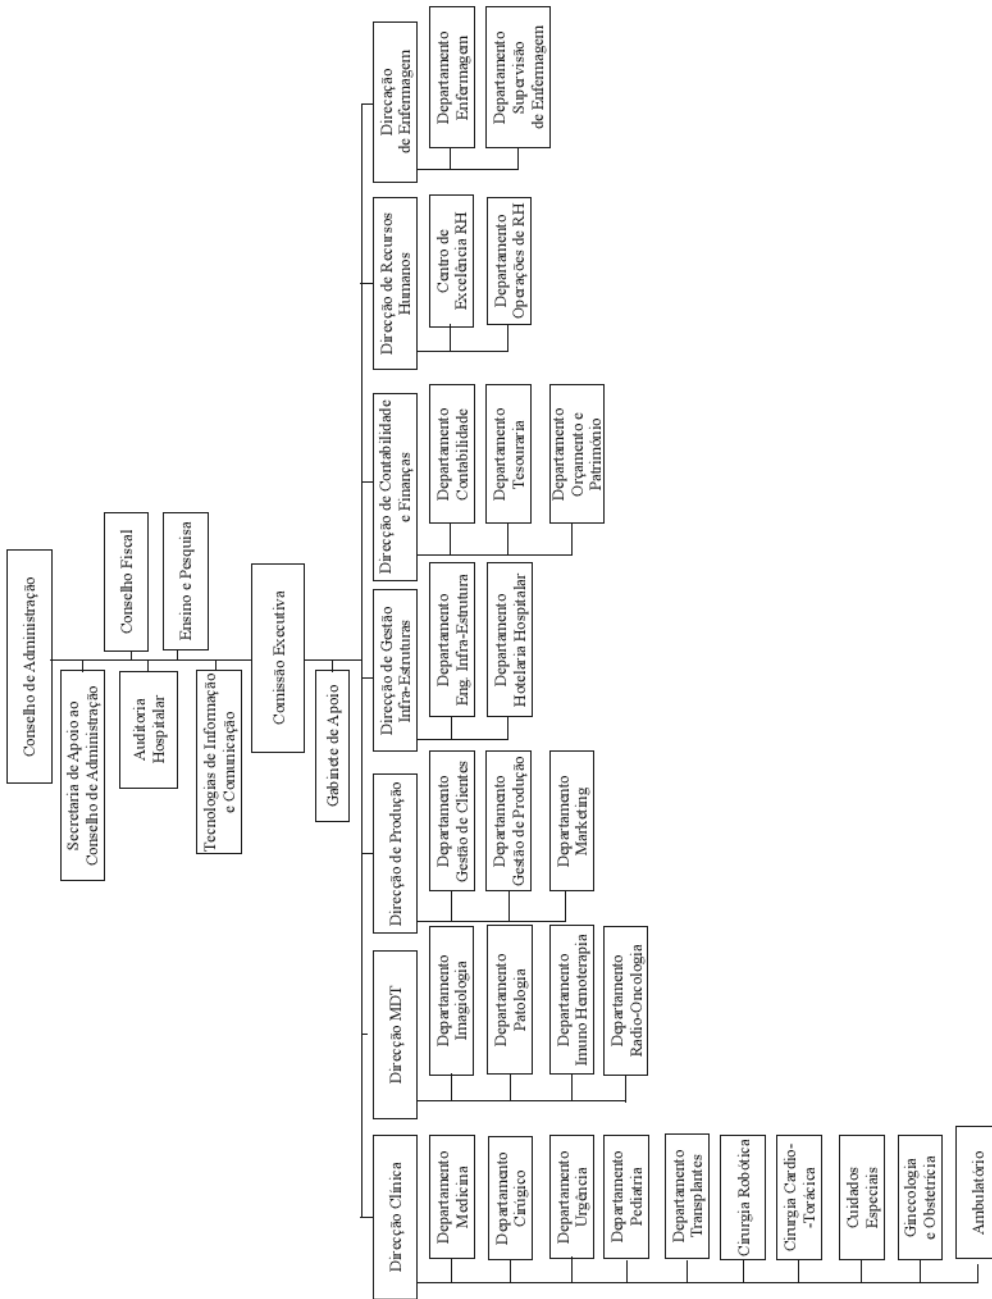 Conselho de Administração
Secretaria de Apoio ao
Conselho de Administração
Conselho Fiscal
Auditoria
Hospitalar
Ensino e Pesquisa
Tecnologias de Informação
e Comunicação
Comissão Executiva
Gabinete de Apoio
Direcção Clínica
Departamento
Medicina
Departamento
Cirúgico
Departamento
Urgência
Departamento
Pediatria
Departamento
Transplantes
Cirurgia Robótica
Cirurgia Cardio-
-Torácica
Cuidados
Especiais
Ginecologia
e Obstetrícia
Ambulatório
Direcção MDT
Departamento
Imagiologia
Departamento
Patologia
Departamento
Imuno Hemoterapia
Departamento
Radio-Oncologia
Direcção de Produção
Departamento
Gestão de Clientes
Departamento
Gestão de Produção
Departamento
Marketing
Direcção de Gestão
Infra-Estruturas
Departamento
Eng. Infra-Estrutura
Departamento
Hotelaria Hospitalar
Direcção de Contabilidade
e Finanças
Departamento
Contabilidade
Departamento
Tesouraria
Departamento
Orçamento e
Património
Direcção de Recursos
Humanos
Centro de
Excelência RH
Departamento
Operações de RH
Direcação
de Enfermagem
Departamento
Enfermagem
Departamento
Supervisão
de Enfermagem